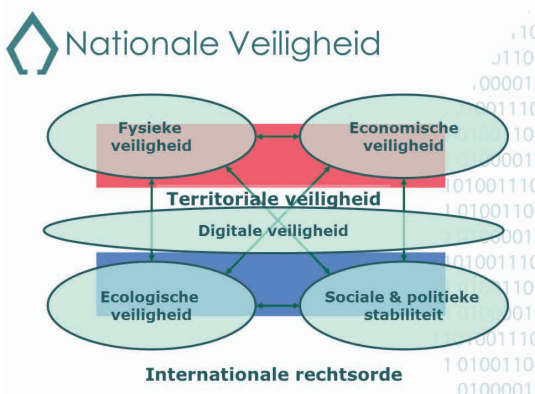 Nationale Veiligheid
Fysieke
veiligheid
Economische
veiligheid
Territoriale veiligheid
Digitale veiligheid
Ecologische
veiligheid
Sociale & politieke
stabiliteit
Internationale rechtsorde